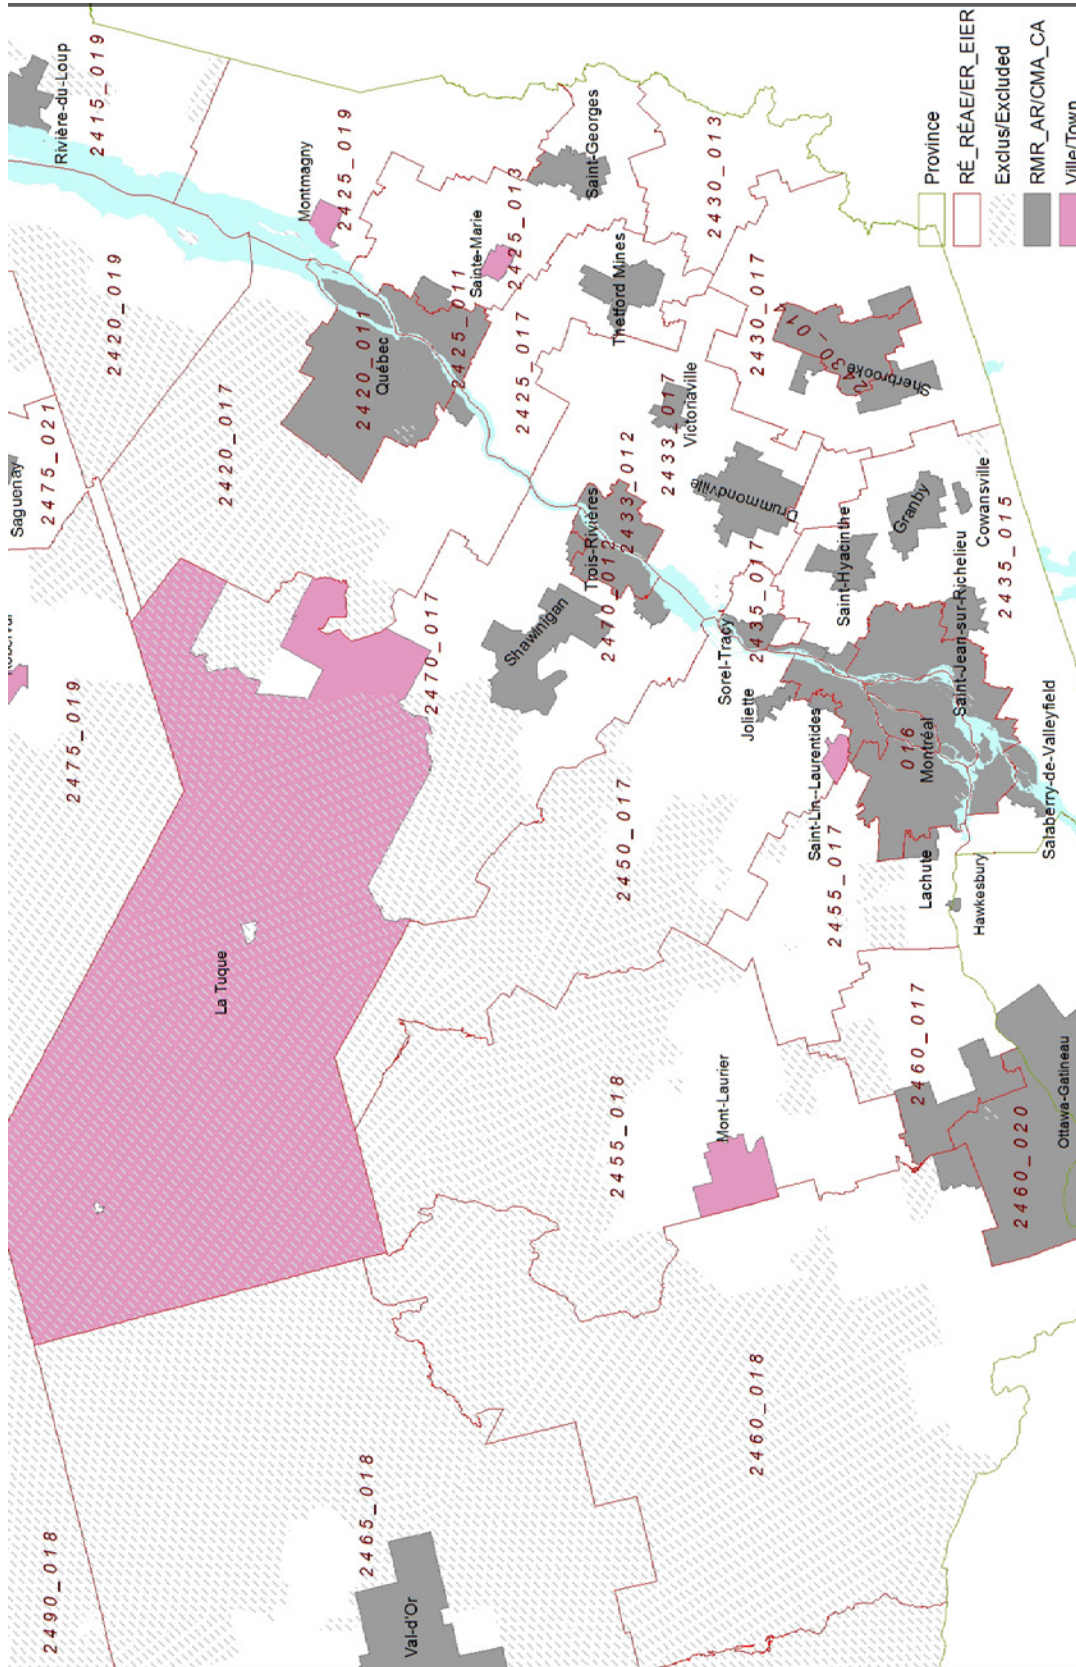 2490_018
Saguenay
2475_021
Rivière-du-Loup
2475_019
2415_019
2420_019
La Tuque
2420_017
Montmagny
2465_018
2420_011
Québec
2425_019
Val-d'Or
2470_017
2425_011
Sainte-Marie
2425_013
2425_017
Shawinigan
Trois-Rivières
Saint-Georges
2470_012
2433_012
2455_018
2450_017
Thetford Mines
2433_017
Victoriaville
2430_013
Mont-Laurier
Sorel-Tracy
Drummondville
Joliette
2435_017
2430_017
2460_018
2430_014
Saint-Lin--Laurentides
2455_017
Saint-Hyacinthe
Sherbrooke
016
Montréal
Granby
2460_017
Lachute
Saint-Jean-sur-Richelieu
Cowansville
Hawkesbury
2435_015
2460_020
Salaberry-de-Valleyfield
Ottawa-Gatineau
Province
RÉ_RÉAE/ER_EIER
Exclus/Excluded
RMR_AR/CMA_CA
Ville/Town